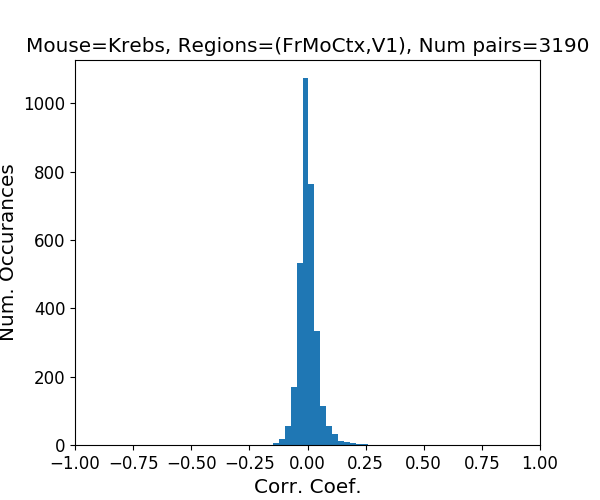 Mouse=Krebs, Regions=(FrMoCtx,V1), Num pairs=3190
1000
800
600
400
200
0
Num. Occurances
−1.00 −0.75 −0.50 −0.25 0.00 0.25 0.50 0.75 1.00
Corr. Coef.